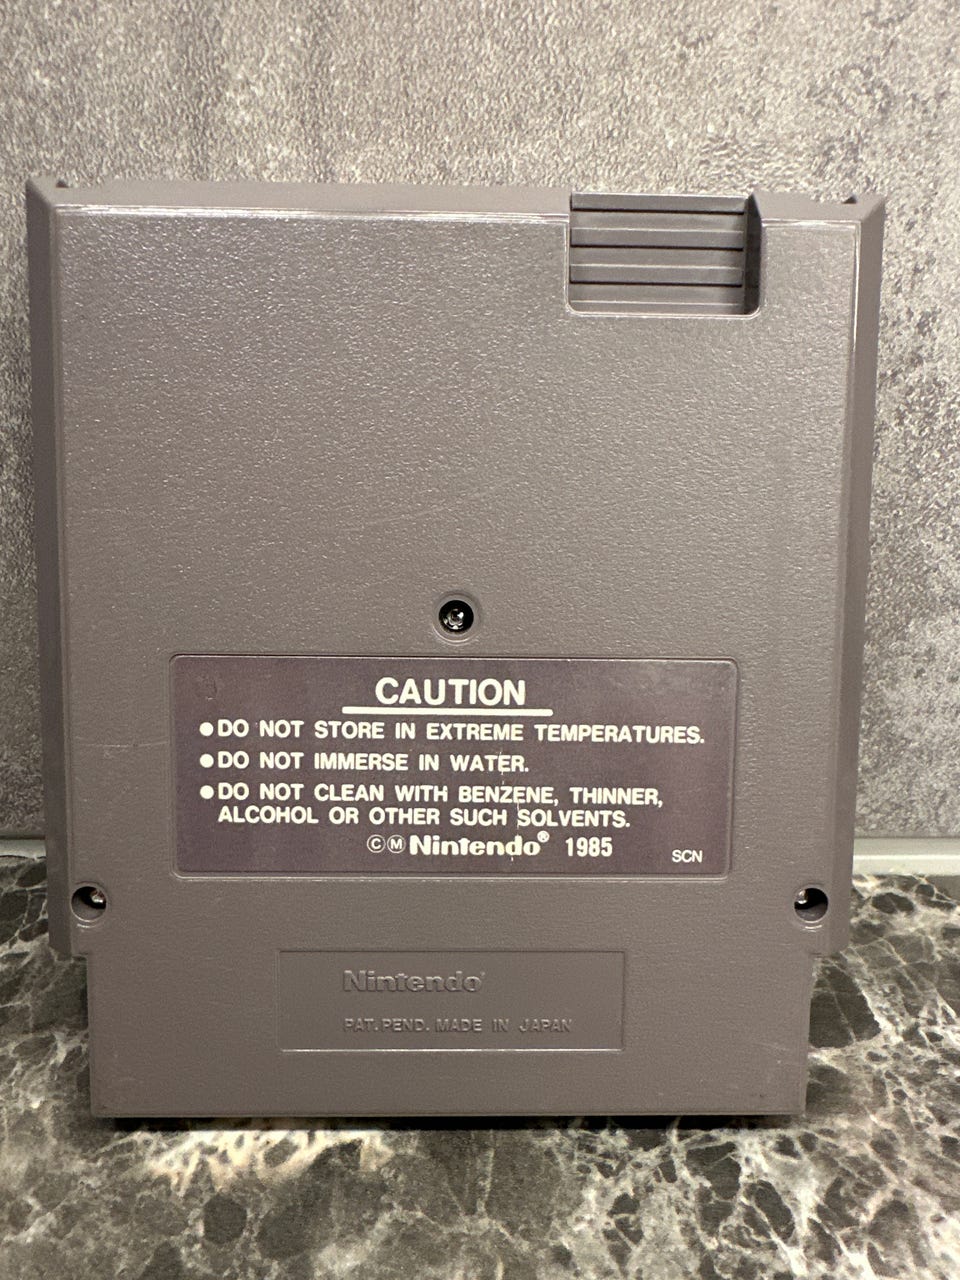 CAUTION
●DO NOT STORE IN EXTREME TEMPERATURES.
●DO NOT IMMERSE IN WATER.
●DO NOT CLEAN WITH BENZENE, THINNER,
ALCOHOL OR OTHER SUCH SOLVENTS.
ⒸⓂNintendo® 1985
SCN
Nintendo®
PAT. PEND. MADE IN JAPAN